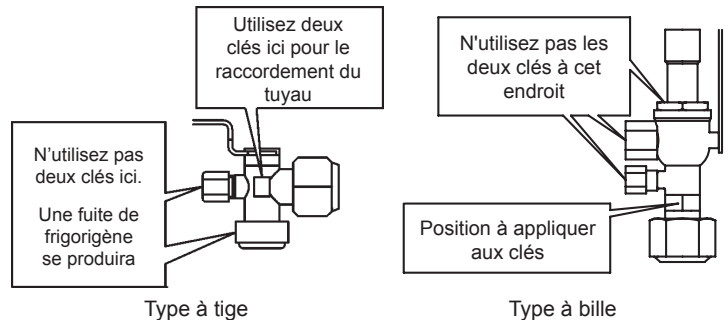 Utilisez deux
clés ici pour le
raccordement du
tuyau
N’utilisez pas
deux clés ici.
Une fuite de
frigorigène
se produira
Type à tige
N'utilisez pas les
deux clés à cet
endroit
Position à appliquer
aux clés
Type à bille